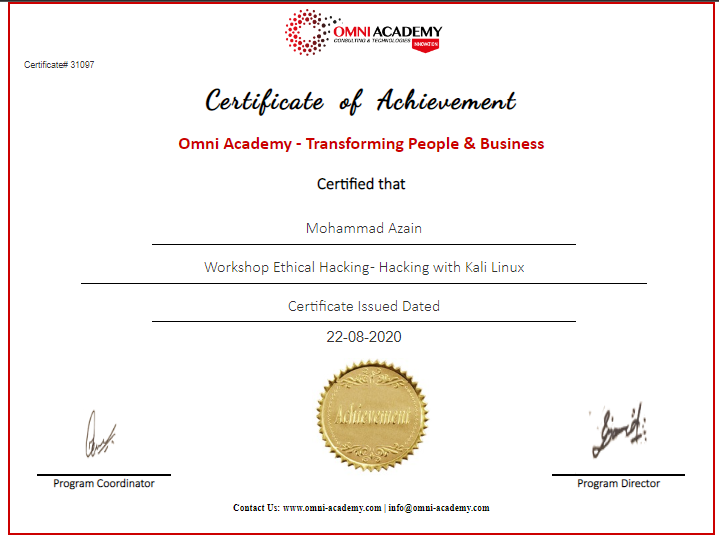 OMNI ACADEMY
CONSULTING & TECHNOLOGIES
INNOVATION
Certificate# 31097
Certificate of Achievement
Omni Academy - Transforming People & Business
Certified that
Mohammad Azain
Workshop Ethical Hacking- Hacking with Kali Linux
Certificate Issued Dated
22-08-2020
Achievement
Program Coordinator
Program Director
Contact Us: www.omni-academy.com | info@omni-academy.com